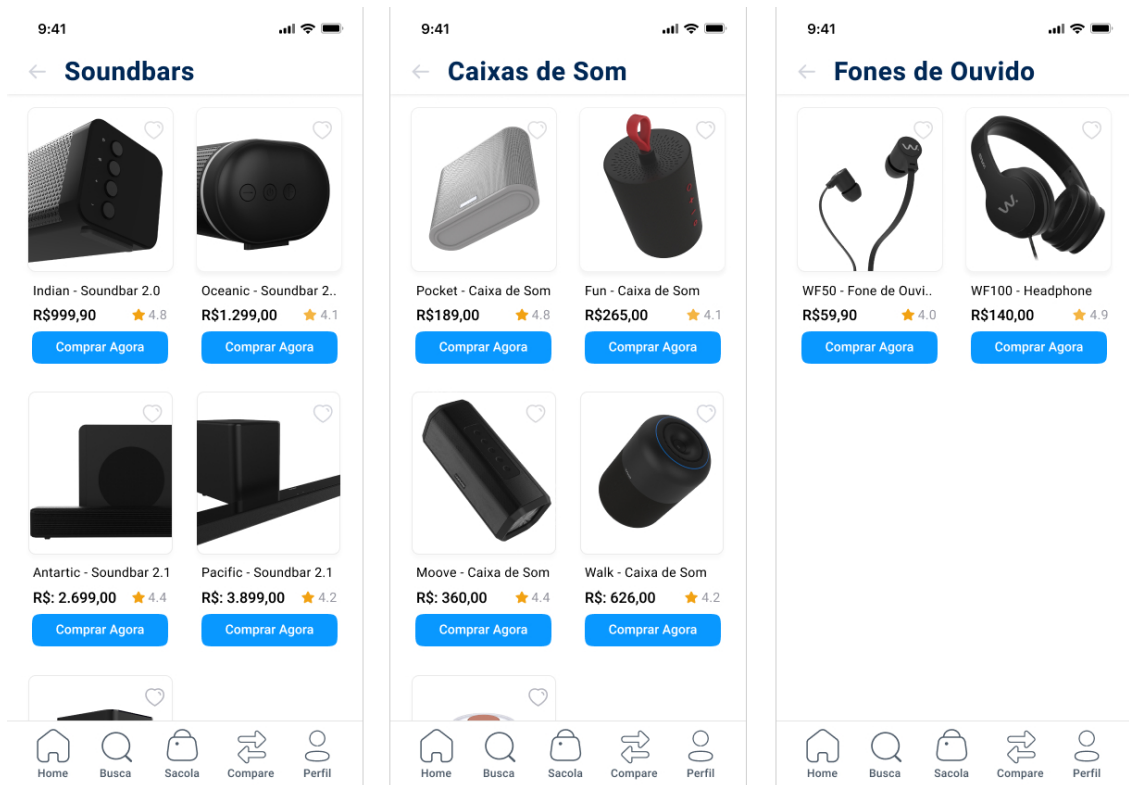 9:41
Soundbars
Indian - Soundbar 2.0
Oceanic - Soundbar 2..
R$999,90
4.8
R$1.299,00
4.1
Comprar Agora
Comprar Agora
Antartic - Soundbar 2.1
Pacific - Soundbar 2.1
R$: 2.699,00
4.4
R$: 3.899,00
4.2
Comprar Agora
Comprar Agora
Home
Busca
Sacola
Compare
Perfil
9:41
Caixas de Som
Pocket - Caixa de Som
Fun - Caixa de Som
R$189,00
4.8
R$265,00
4.1
Comprar Agora
Comprar Agora
Moove - Caixa de Som
Walk - Caixa de Som
R$: 360,00
4.4
R$: 626,00
4.2
Comprar Agora
Comprar Agora
Home
Busca
Sacola
Compare
Perfil
9:41
Fones de Ouvido
W.
W.
WF50 - Fone de Ouvi..
WF100 - Headphone
R$59,90
4.0
R$140,00
4.9
Comprar Agora
Comprar Agora
Home
Busca
Sacola
Compare
Perfil